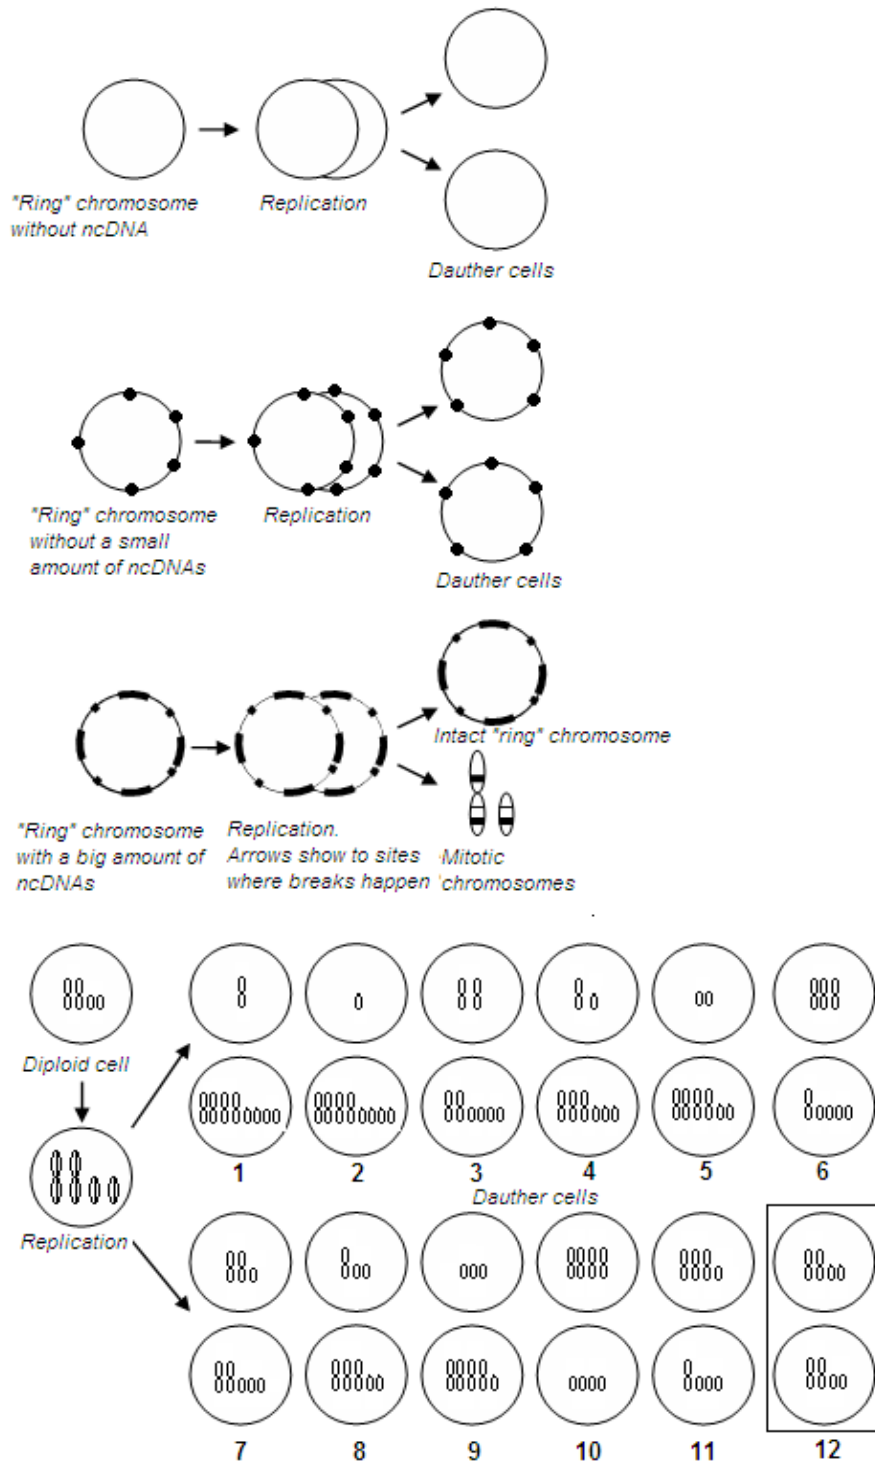 "Ring" chromosome
without ncDNA
Replication
Dauther cells
"Ring" chromosome
without a small
amount of ncDNAs
Replication
Dauther cells
"Ring" chromosome
with a big amount of
ncDNAs
Replication.
Arrows show to sites
where breaks happen
Intact "ring" chromosome
Mitotic
chromosomes
Diploid cell
Replication
1 2 3 4 5 6
Dauther cells
7 8 9 10 11 12